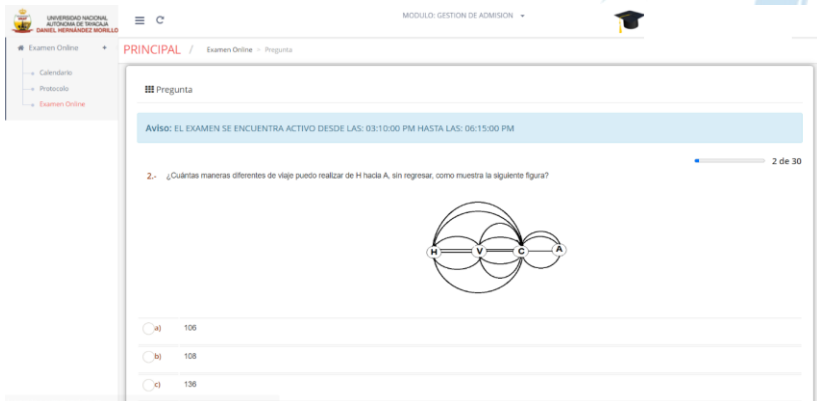 UNIVERSIDAD NACIONAL
AUTÓNOMA DE TAYACAJA
DANIEL HERNÁNDEZ MORILLO
MODULO: GESTION DE ADMISION
Examen Online +
PRINCIPAL / Examen Online > Pregunta
Calendario
Protocolo
Examen Online
Pregunta
Aviso: EL EXAMEN SE ENCUENTRA ACTIVO DESDE LAS: 03:10:00 PM HASTA LAS: 06:15:00 PM
2 de 30
2.- ¿Cuántas maneras diferentes de viaje puedo realizar de H hacia A, sin regresar, como muestra la siguiente figura?
H V C A
a) 106
b) 108
c) 136